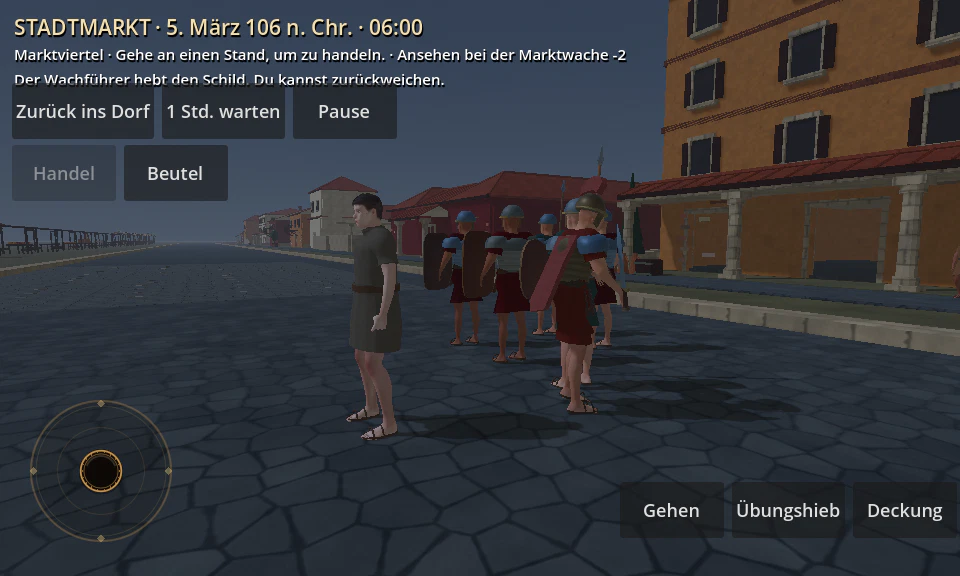 STADTMARKT · 5. März 106 n. Chr. · 06:00
Marktviertel · Gehe an einen Stand, um zu handeln. · Ansehen bei der Marktwache -2
Der Wachführer hebt den Schild. Du kannst zurückweichen.
Zurück ins Dorf 1 Std. warten Pause
Handel Beutel
Gehen Übungshieb Deckung